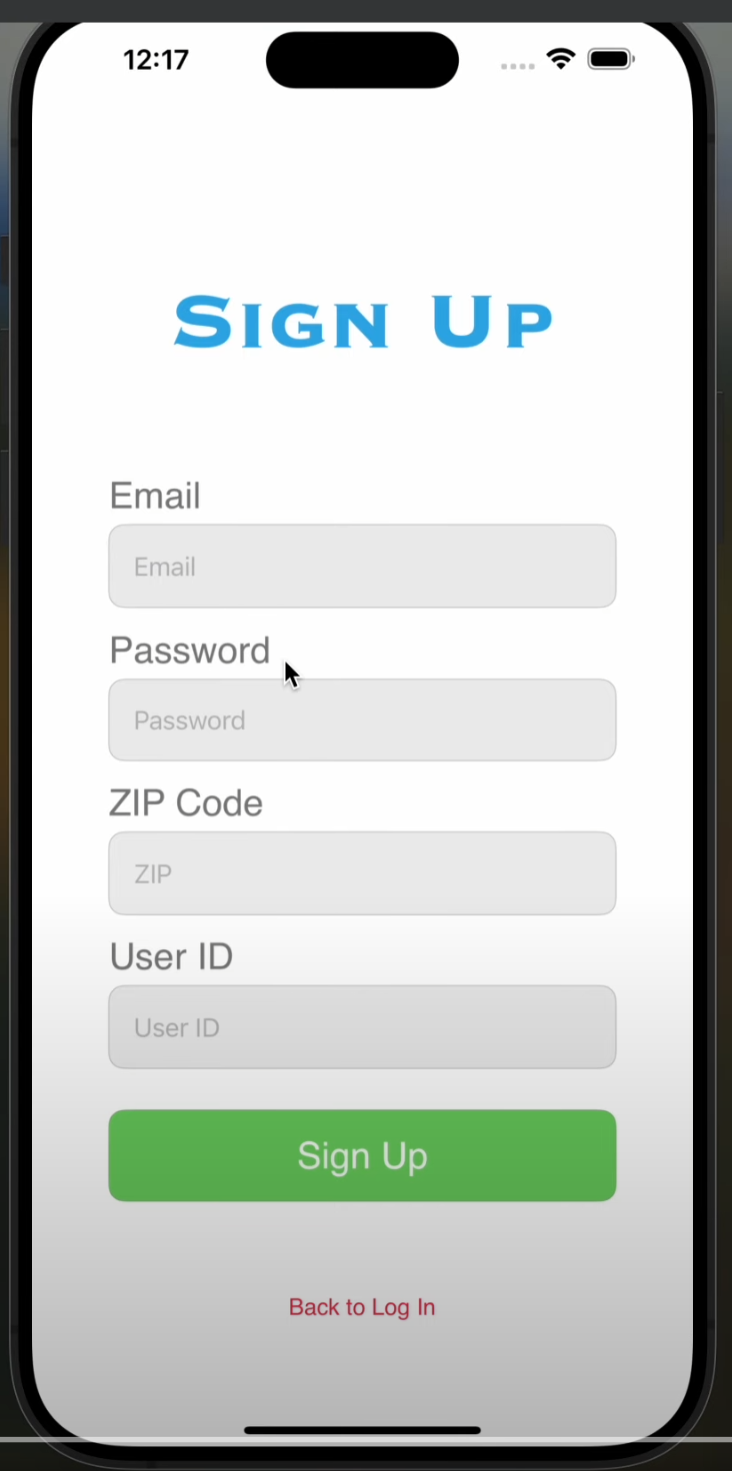 12:17
Sign Up
Email
Email
Password
Password
ZIP Code
ZIP
User ID
User ID
Sign Up
Back to Log In